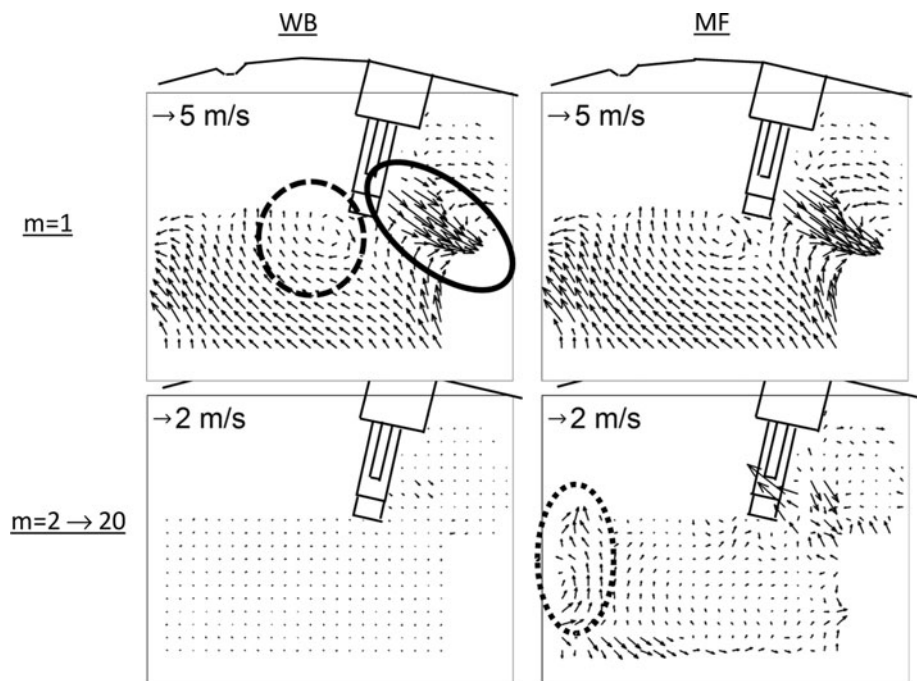 WB
MF
→ 5 m/s
→ 5 m/s
m=1
→ 2 m/s
→ 2 m/s
m=2 → 20